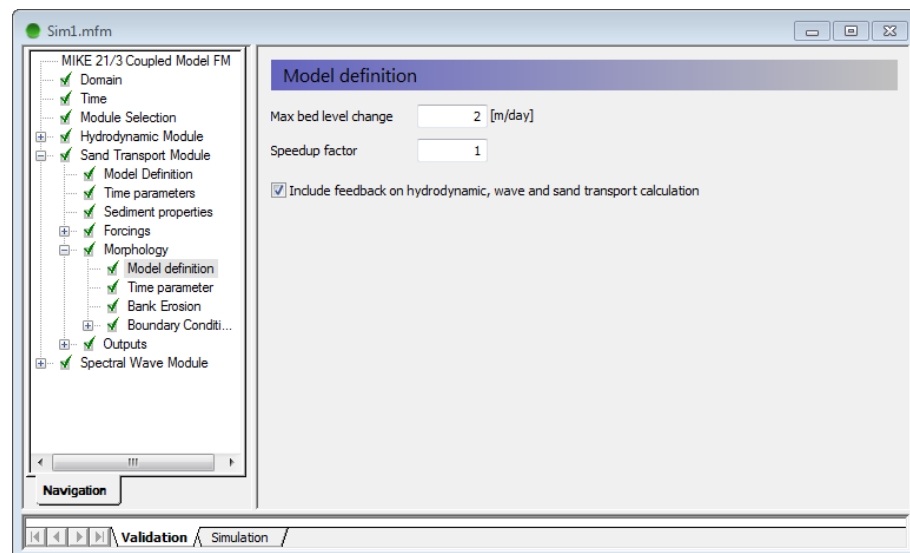 Sim1.mfm
MIKE 21/3 Coupled Model FM
Domain
Time
Module Selection
Hydrodynamic Module
Sand Transport Module
Model Definition
Time parameters
Sediment properties
Forcings
Morphology
Model definition
Time parameter
Bank Erosion
Boundary Conditi...
Outputs
Spectral Wave Module
Navigation
Model definition
Max bed level change 2 [m/day]
Speedup factor 1
Include feedback on hydrodynamic, wave and sand transport calculation
Validation Simulation